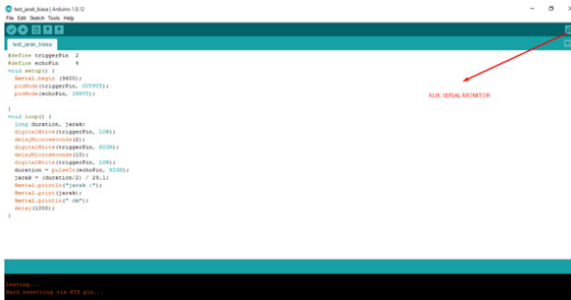 test_jarak_biasa | Arduino 1.8.12
File Edit Sketch Tools Help
test_jarak_biasa
#define triggerPin 2
#define echoPin 4
void setup() {
Serial.begin (9600);
pinMode(triggerPin, OUTPUT);
pinMode(echoPin, INPUT);
}
void loop() {
long duration, jarak;
digitalWrite(triggerPin, LOW);
delayMicroseconds(2);
digitalWrite(triggerPin, HIGH);
delayMicroseconds(10);
digitalWrite(triggerPin, LOW);
duration = pulseIn(echoPin, HIGH);
jarak = (duration/2) / 29.1;
Serial.println("jarak :");
Serial.print(jarak);
Serial.println(" cm");
delay(1000);
}
KLIK SERIAL MONITOR
Leaving...
Hard resetting via RTS pin...